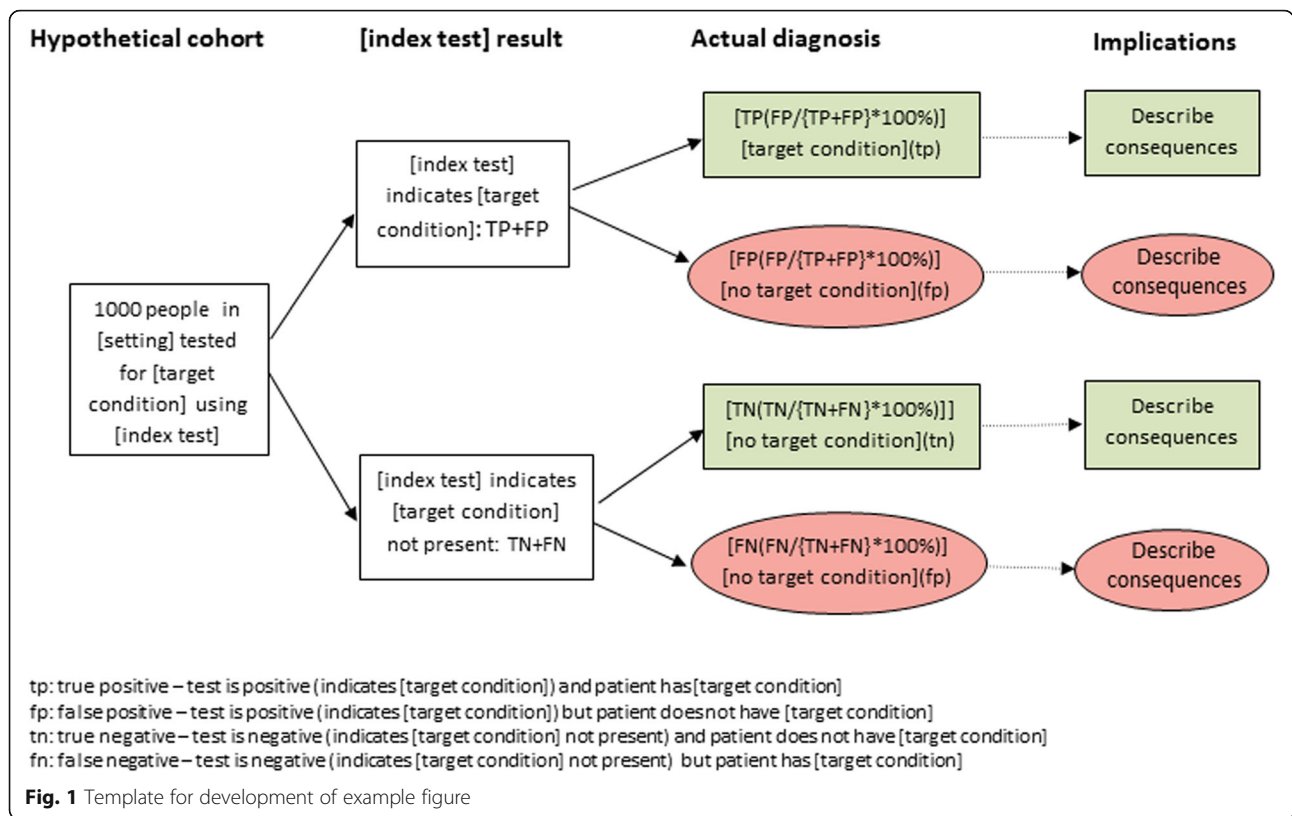 Hypothetical cohort
[index test] result
Actual diagnosis
Implications
1000 people in
[setting] tested
for [target
condition] using
[index test]
[index test]
indicates [target
condition]: TP+FP
[index test] indicates
[target condition]
not present: TN+FN
[TP(FP/{TP+FP}*100%)]
[target condition](tp)
Describe
consequences
[FP(FP/{TP+FP}*100%)]
[no target condition](fp)
Describe
consequences
[TN(TN/{TN+FN}*100%)]]
[no target condition](tn)
Describe
consequences
[FN(FN/{TN+FN}*100%)]
[no target condition](fp)
Describe
consequences
tp: true positive – test is positive (indicates [target condition]) and patient has [target condition]
fp: false positive – test is positive (indicates [target condition]) but patient does not have [target condition]
tn: true negative – test is negative (indicates [target condition] not present) and patient does not have [target condition]
fn: false negative – test is negative (indicates [target condition] not present) but patient has [target condition]
Fig. 1 Template for development of example figure